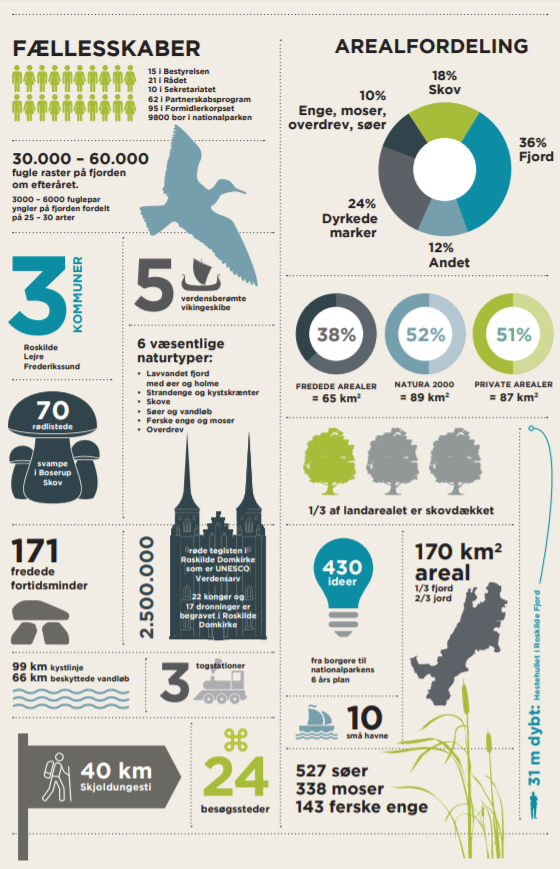 FÆLLESSKABER
15 i Bestyrelsen
21 i Rådet
10 i Sekretariatet
62 i Partnerskabsprogram
95 i Formidlerkorpset
9800 bor i nationalparken
30.000 – 60.000
fugle raster på fjorden
om efteråret.
3000 – 6000 fuglepar
yngler på fjorden fordelt
på 25 – 30 arter
3
KOMMUNER
Roskilde
Lejre
Frederikssund
5
verdensberømte
vikingeskibe
6 væsentlige
naturtyper:
• Lavvandet fjord
med øer og holme
• Strandenge og kystskrænter
• Skove
• Søer og vandløb
• Ferske enge og moser
• Overdrev
70
rødlistede
svampe
i Boserup
Skov
171
fredede
fortidsminder
2.500.000
røde teglsten i
Roskilde Domkirke
som er UNESCO
Verdensarv
22 konger og
17 dronninger er
begravet i Roskilde
Domkirke
99 km kystlinje
66 km beskyttede vandløb
3
togstationer
40 km
Skjoldungesti
24
besøgssteder
AREALFORDELING
18%
Skov
10%
Enge, moser,
overdrev, søer
36%
Fjord
24%
Dyrkede
marker
12%
Andet
38%
FREDEDE AREALER
= 65 km²
52%
NATURA 2000
= 89 km²
51%
PRIVATE AREALER
= 87 km²
1/3 af landarealet er skovdækket
430
ideer
fra borgere til
nationalparkens
6 års plan
170 km²
areal
1/3 fjord
2/3 jord
10
små havne
527 søer
338 moser
143 ferske enge
31 m dybt: Hestehullet i Roskilde Fjord